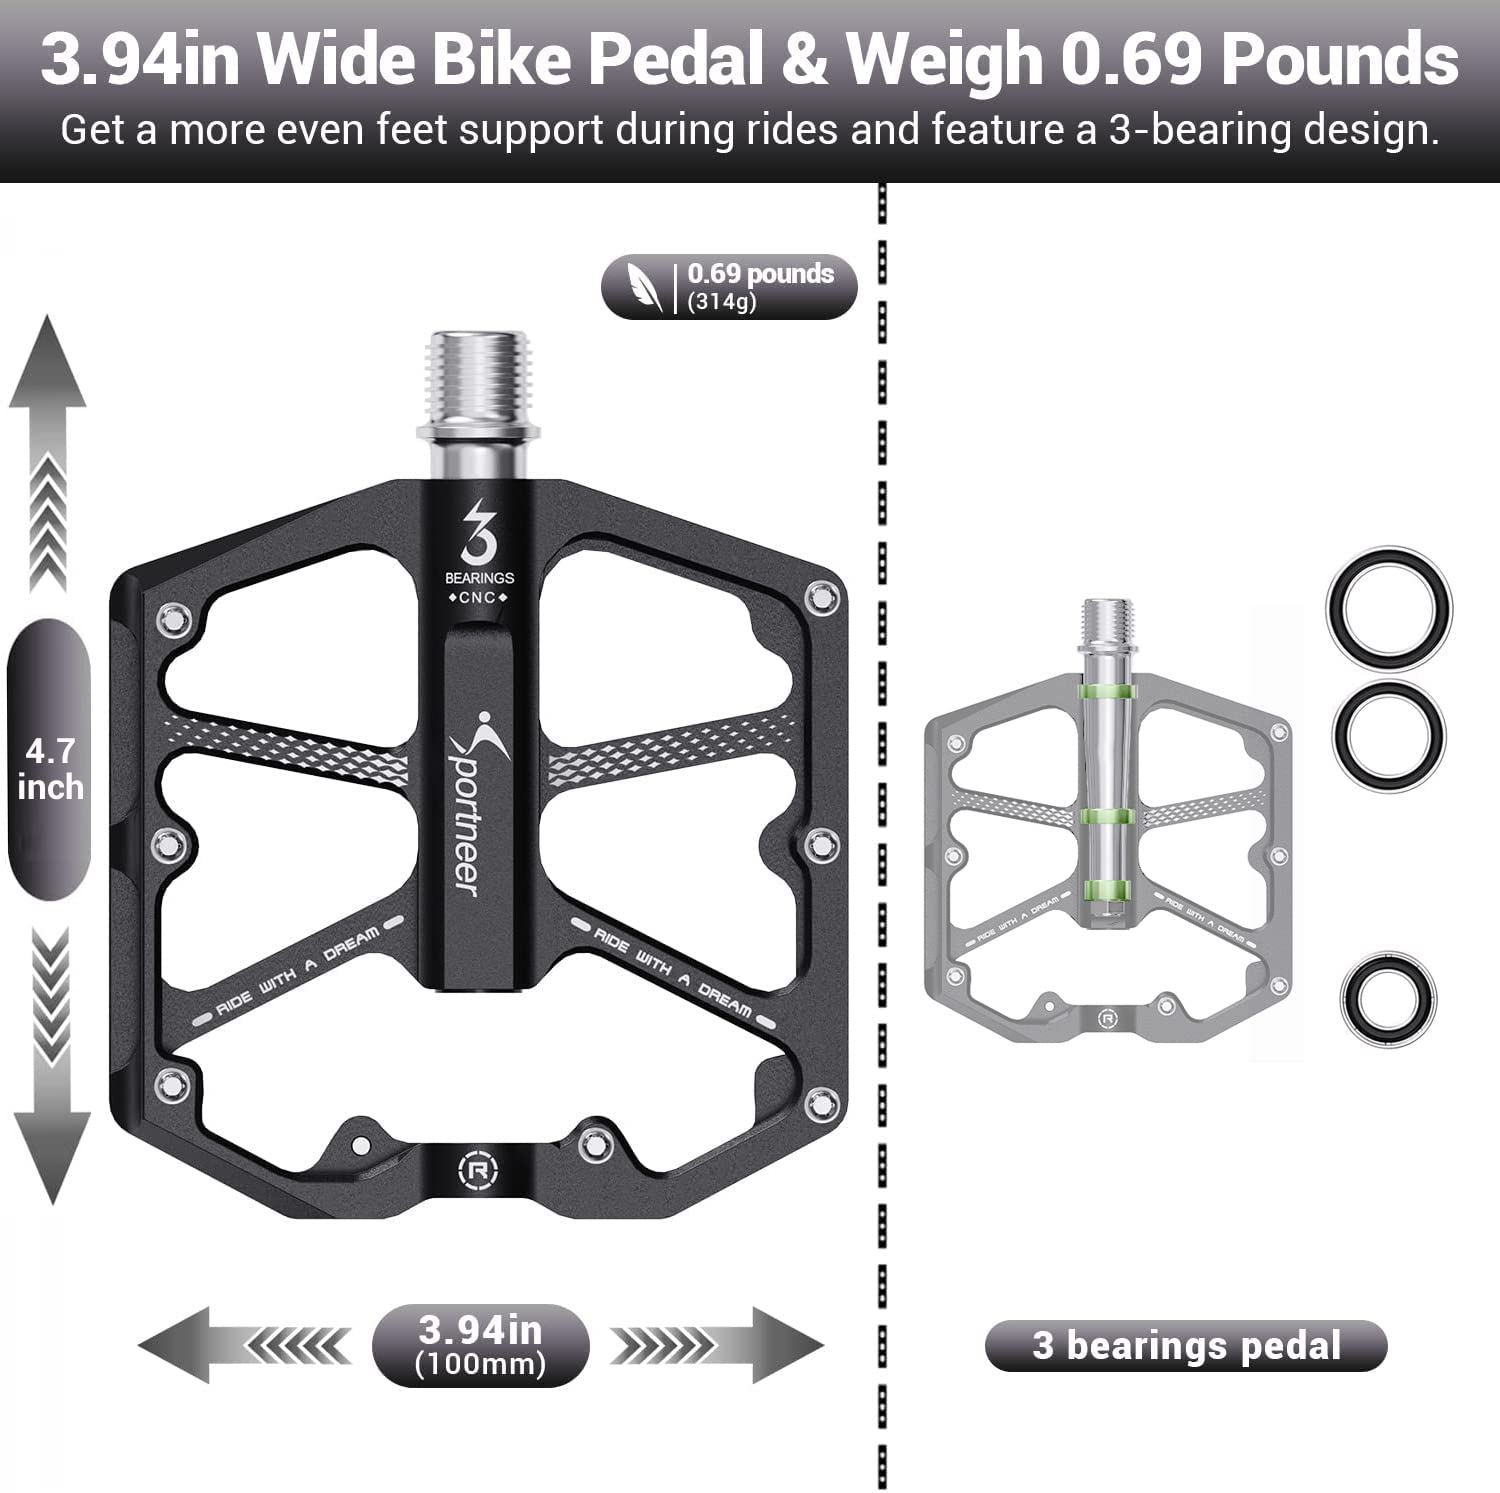 3.94in Wide Bike Pedal & Weigh 0.69 Pounds
Get a more even feet support during rides and feature a 3-bearing design.
0.69 pounds
(314g)
3
BEARINGS
◆CNC◆
Sportneer
4.7
inch
RIDE WITH A DREAM
RIDE WITH A DREAM
R
RIDE WITH A DREAM
RIDE WITH A DREAM
R
3.94in
(100mm)
3 bearings pedal